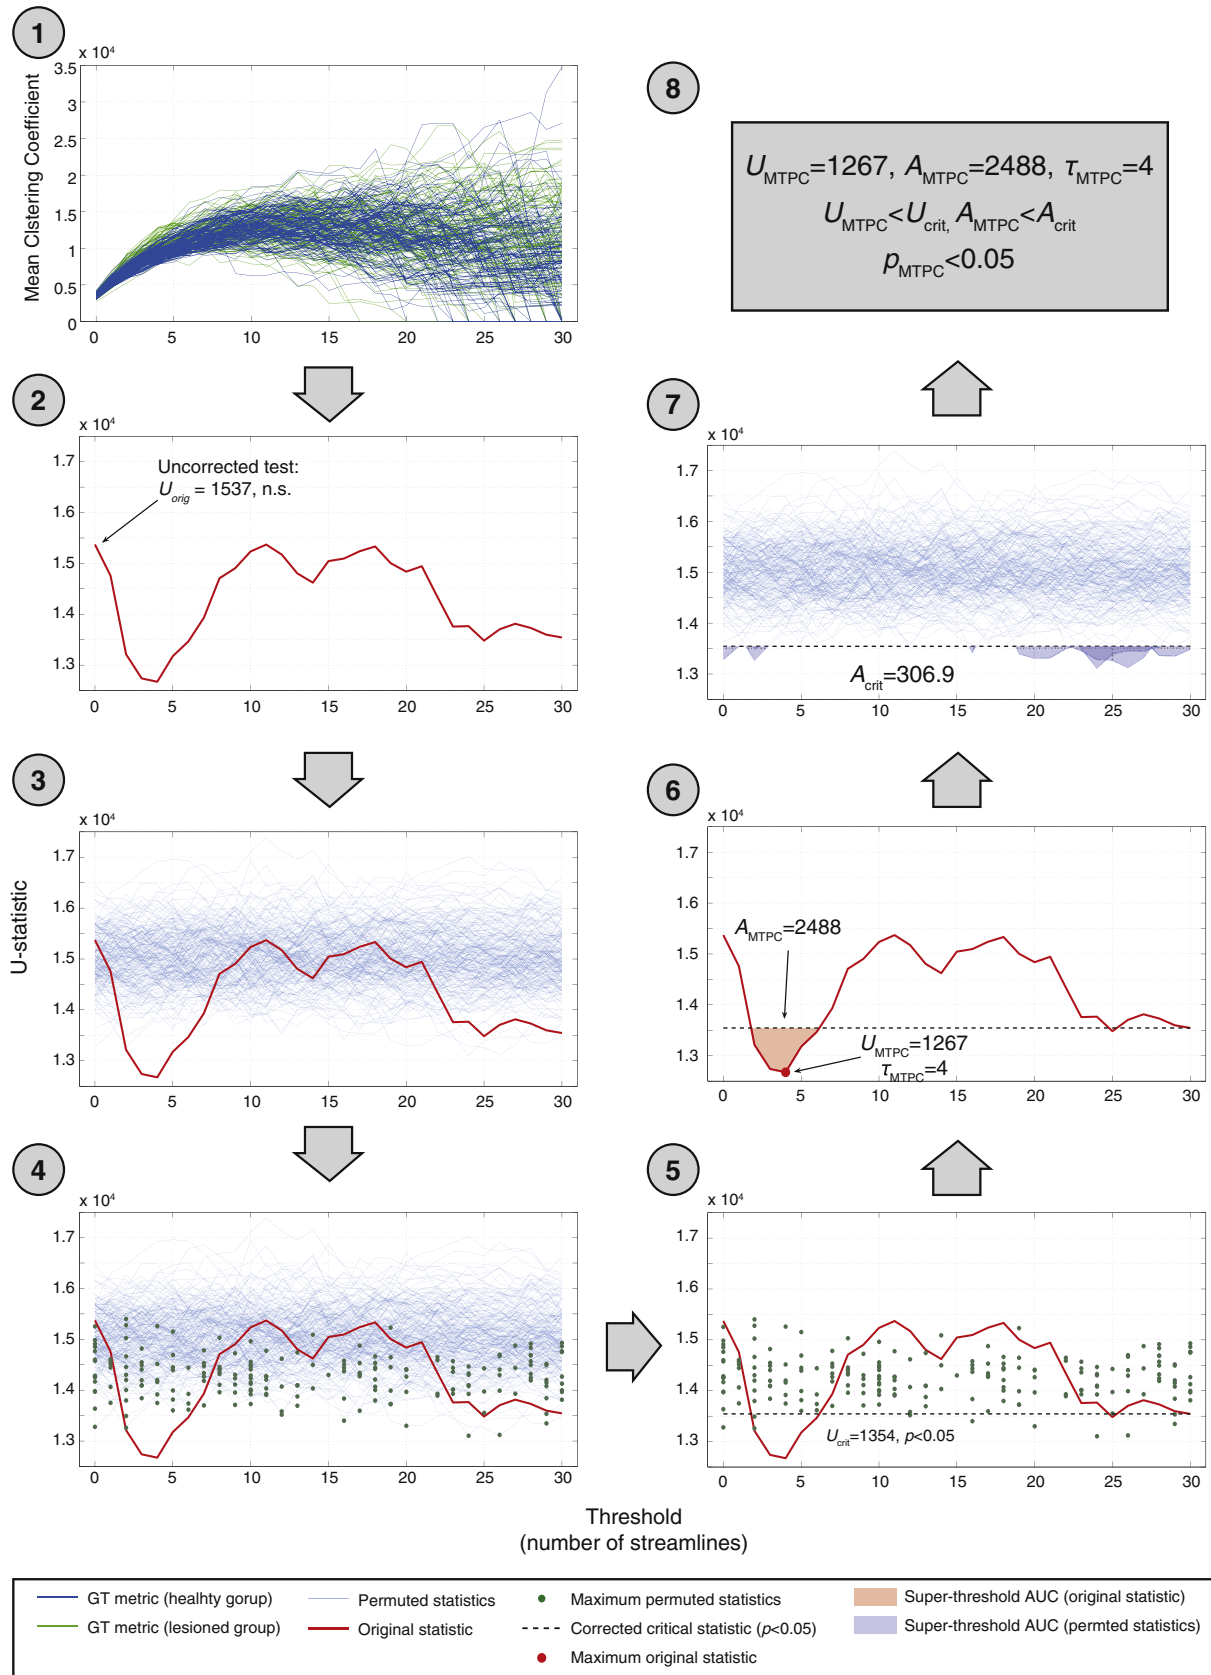 1
x 10⁴
Mean Clstering Coefficient
3.5
3
2.5
2
1.5
1
0.5
0
0 5 10 15 20 25 30
2
x 10⁴
1.7
1.6
1.5
1.4
1.3
Uncorrected test:
U_orig = 1537, n.s.
0 5 10 15 20 25 30
3
x 10⁴
U-statistic
1.7
1.6
1.5
1.4
1.3
0 5 10 15 20 25 30
4
x 10⁴
1.7
1.6
1.5
1.4
1.3
0 5 10 15 20 25 30
5
x 10⁴
1.7
1.6
1.5
1.4
1.3
U_crit=1354, p<0.05
0 5 10 15 20 25 30
6
x 10⁴
1.7
1.6
1.5
1.4
1.3
A_MTPC=2488
U_MTPC=1267
τ_MTPC=4
0 5 10 15 20 25 30
7
x 10⁴
1.7
1.6
1.5
1.4
1.3
A_crit=306.9
0 5 10 15 20 25 30
8
U_MTPC=1267, A_MTPC=2488, τ_MTPC=4
U_MTPC<U_crit, A_MTPC<A_crit
p_MTPC<0.05
Threshold
(number of streamlines)
GT metric (healhty gorup)
GT metric (lesioned group)
Permuted statistics
Original statistic
Maximum permuted statistics
Corrected critical statistic (p<0.05)
Maximum original statistic
Super-threshold AUC (original statistic)
Super-threshold AUC (permted statistics)